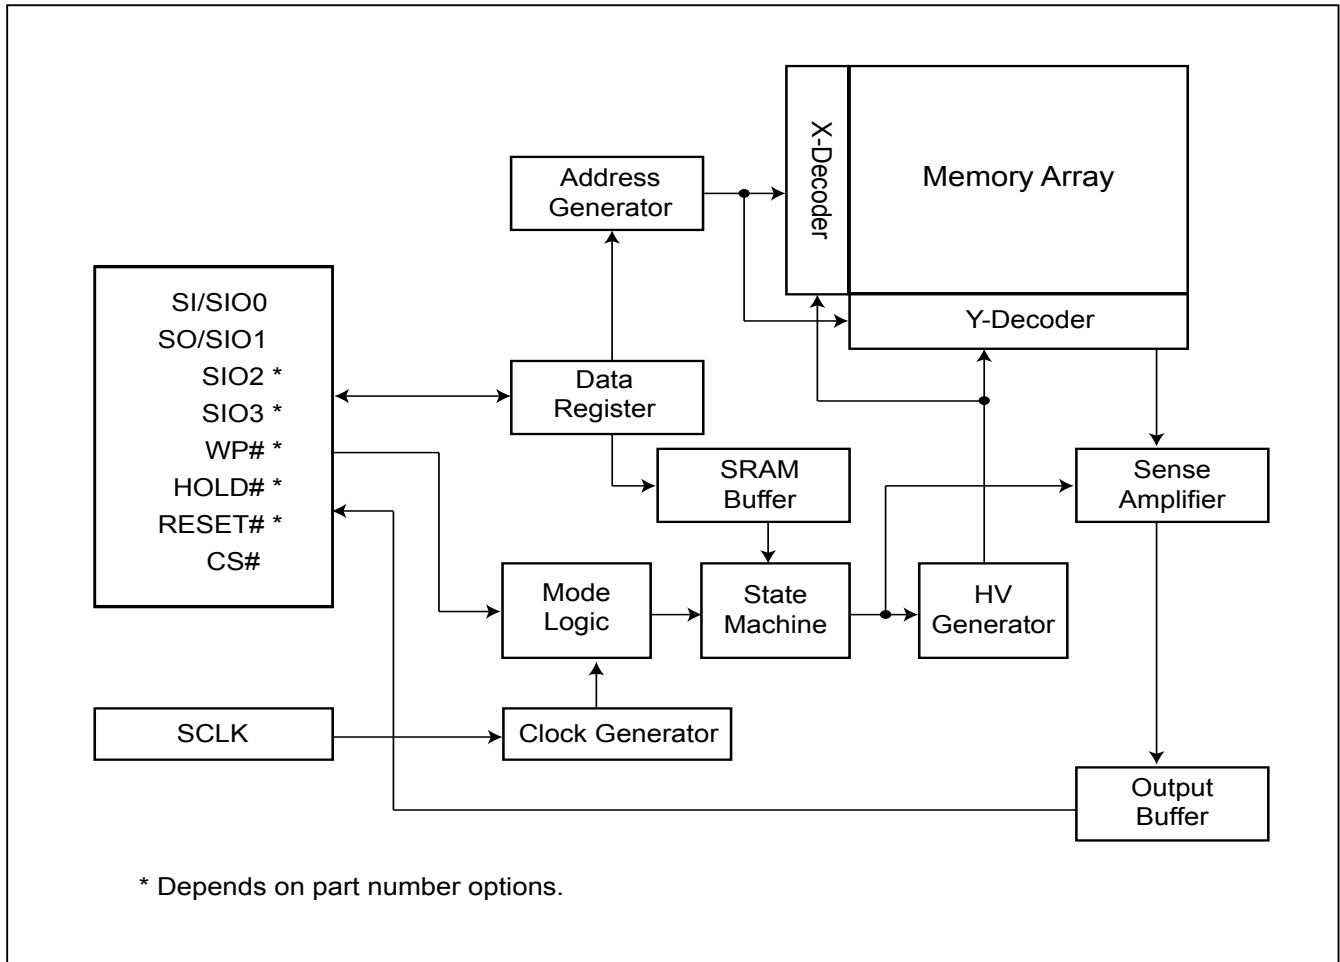 X-Decoder
Memory Array
Address
Generator
Y-Decoder
SI/SIO0
SO/SIO1
SIO2 *
SIO3 *
WP# *
HOLD# *
RESET# *
CS#
Data
Register
SRAM
Buffer
Sense
Amplifier
Mode
Logic
State
Machine
HV
Generator
SCLK
Clock Generator
Output
Buffer
* Depends on part number options.